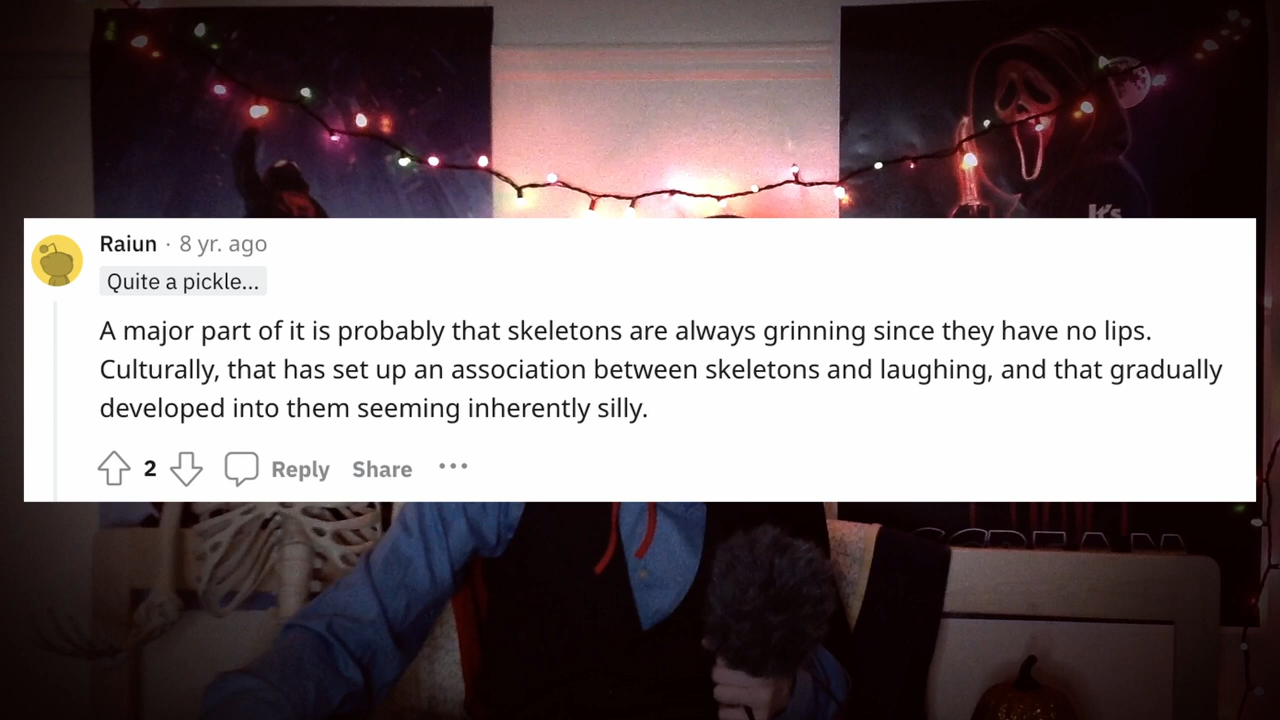 Raiun · 8 yr. ago
Quite a pickle...
A major part of it is probably that skeletons are always grinning since they have no lips.
Culturally, that has set up an association between skeletons and laughing, and that gradually
developed into them seeming inherently silly.
2 Reply Share •••
SCREAM